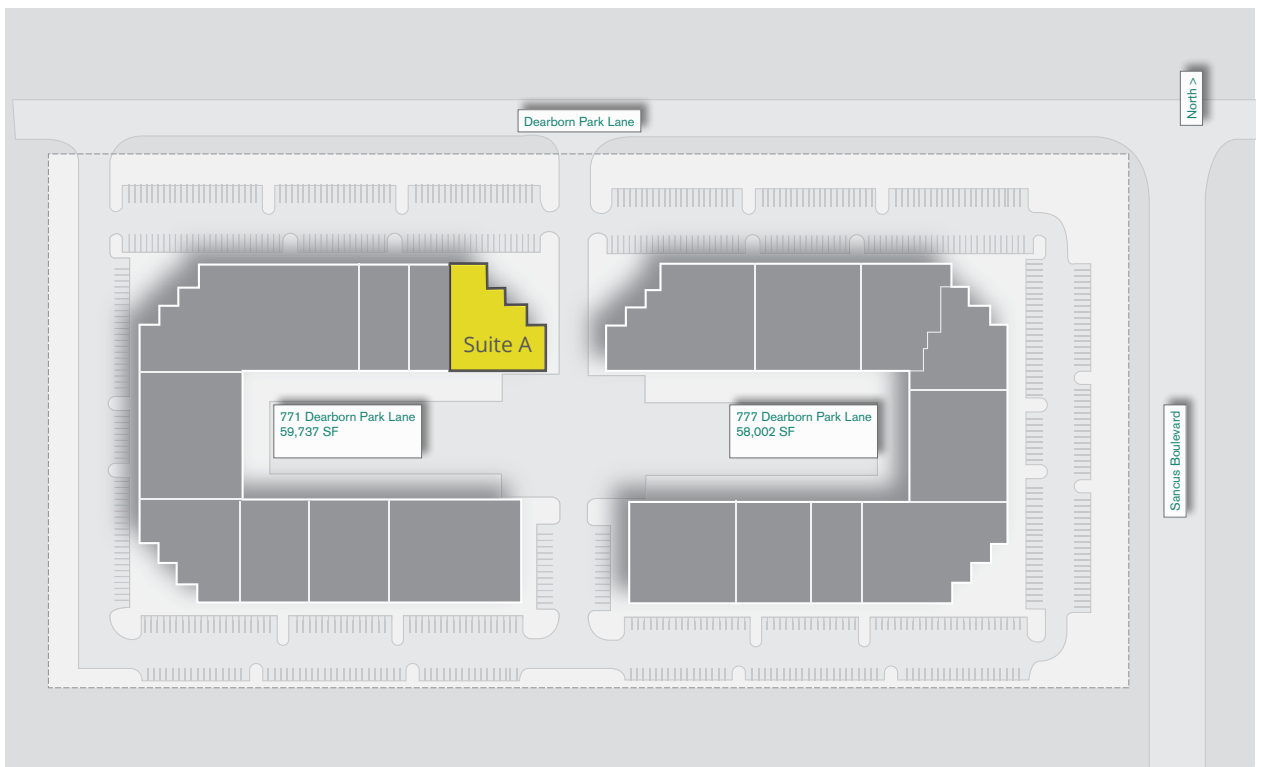 North >
Dearborn Park Lane
Suite A
771 Dearborn Park Lane
59,737 SF
777 Dearborn Park Lane
58,002 SF
Sancus Boulevard